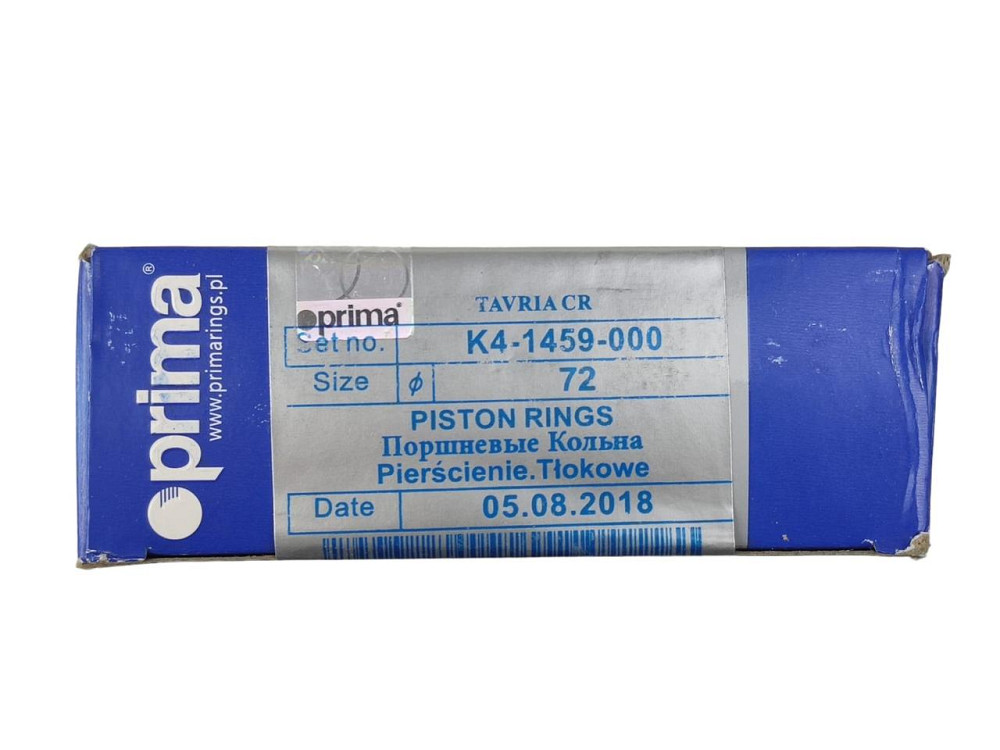 prima®
www.primarings.pl
prima®
TAVRIA CR
Set no. K4-1459-000
Size ϕ 72
PISTON RINGS
Поршневые Кольна
Pierścienie.Tłokowe
Date 05.08.2018